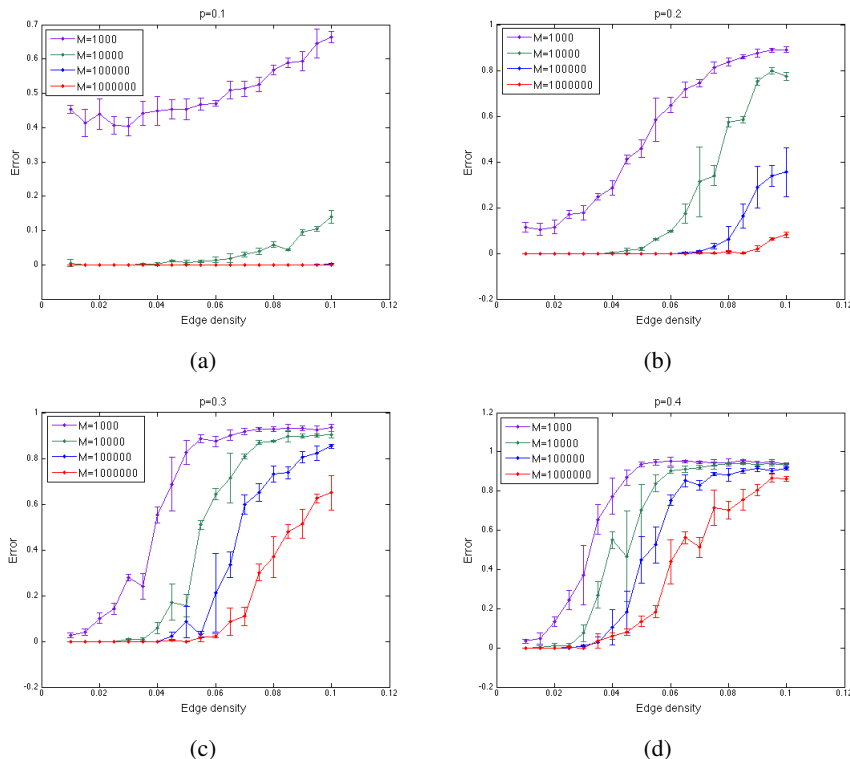 p=0.1
0.7
0.6
0.5
0.4
0.3
0.2
0.1
0
-0.1
Error
M=1000
M=10000
M=100000
M=1000000
0 0.02 0.04 0.06 0.08 0.1 0.12
Edge density
(a)
p=0.2
1
0.8
0.6
0.4
0.2
0
-0.2
Error
M=1000
M=10000
M=100000
M=1000000
0 0.02 0.04 0.06 0.08 0.1 0.12
Edge density
(b)
p=0.3
1
0.8
0.6
0.4
0.2
0
-0.2
Error
M=1000
M=10000
M=100000
M=1000000
0 0.02 0.04 0.06 0.08 0.1 0.12
Edge density
(c)
p=0.4
1.2
1
0.8
0.6
0.4
0.2
0
-0.2
Error
M=1000
M=10000
M=100000
M=1000000
0 0.02 0.04 0.06 0.08 0.1 0.12
Edge density
(d)